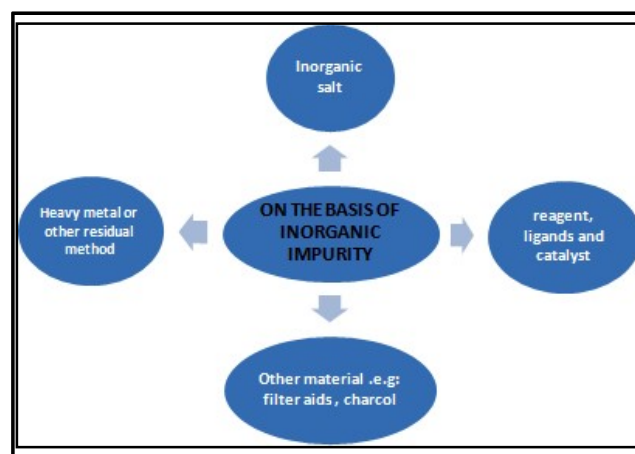 Inorganic
salt
Heavy metal or
other residual
method
ON THE BASIS OF
INORGANIC
IMPURITY
reagent,
ligands and
catalyst
Other material .e.g:
filter aids , charcol